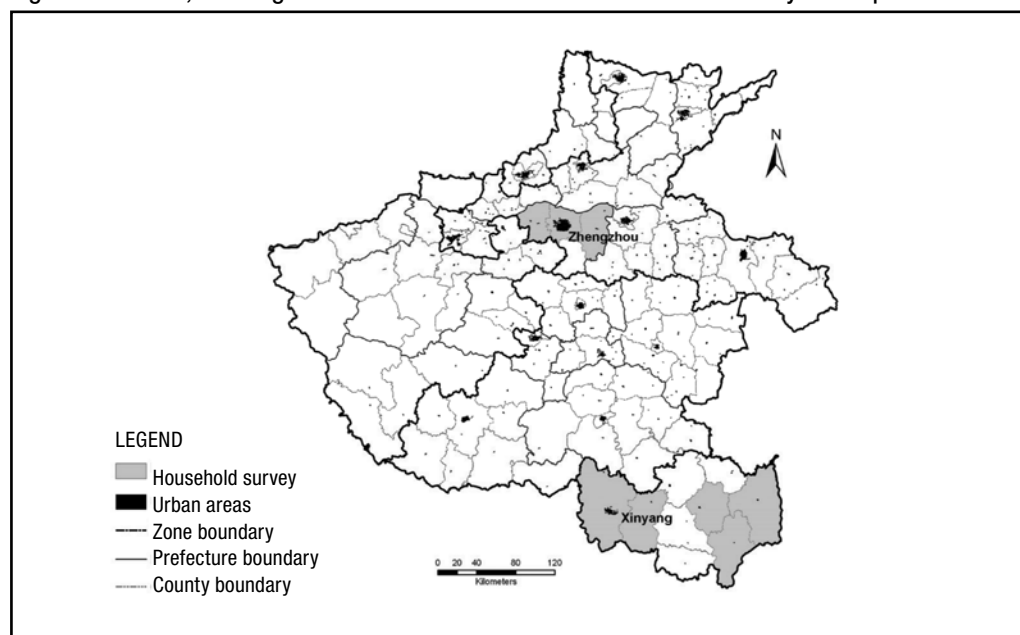 N
Zhengzhou
LEGEND
Household survey
Urban areas
Zone boundary
Prefecture boundary
County boundary
Xinyang
0 20 40 80 120
Kilometers